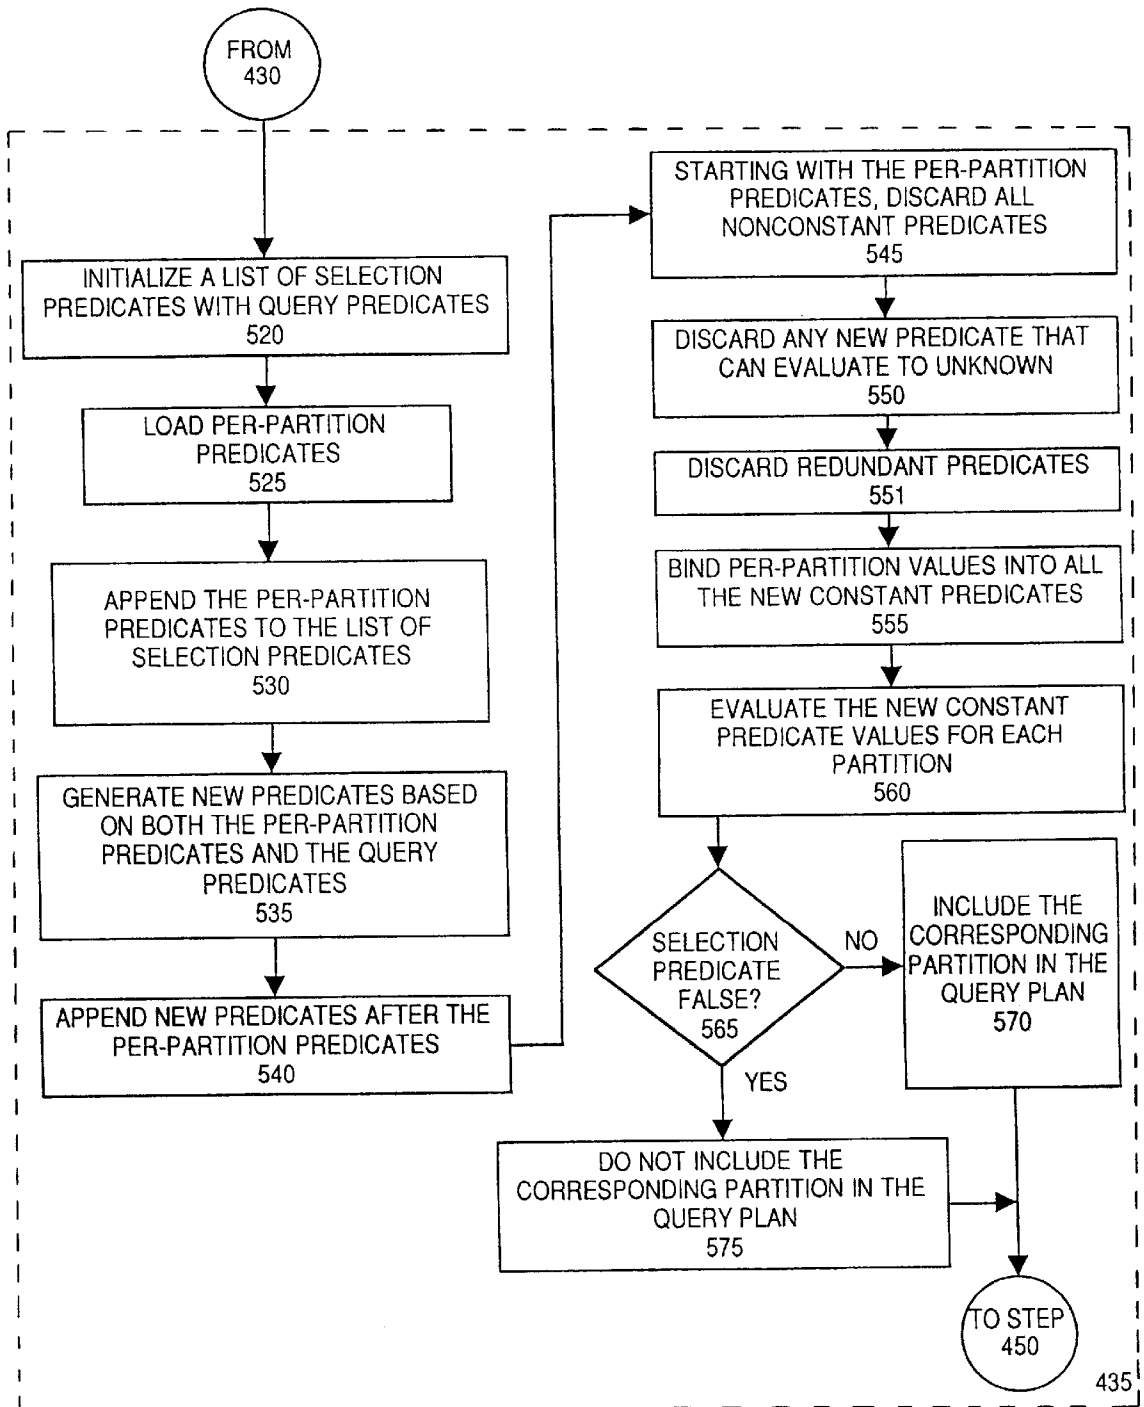 FROM
430
INITIALIZE A LIST OF SELECTION
PREDICATES WITH QUERY PREDICATES
520
LOAD PER-PARTITION
PREDICATES
525
APPEND THE PER-PARTITION
PREDICATES TO THE LIST OF
SELECTION PREDICATES
530
GENERATE NEW PREDICATES BASED
ON BOTH THE PER-PARTITION
PREDICATES AND THE QUERY
PREDICATES
535
APPEND NEW PREDICATES AFTER THE
PER-PARTITION PREDICATES
540
STARTING WITH THE PER-PARTITION
PREDICATES, DISCARD ALL
NONCONSTANT PREDICATES
545
DISCARD ANY NEW PREDICATE THAT
CAN EVALUATE TO UNKNOWN
550
DISCARD REDUNDANT PREDICATES
551
BIND PER-PARTITION VALUES INTO ALL
THE NEW CONSTANT PREDICATES
555
EVALUATE THE NEW CONSTANT
PREDICATE VALUES FOR EACH
PARTITION
560
SELECTION
PREDICATE
FALSE?
565
NO
INCLUDE THE
CORRESPONDING
PARTITION IN THE
QUERY PLAN
570
YES
DO NOT INCLUDE THE
CORRESPONDING PARTITION IN THE
QUERY PLAN
575
TO STEP
450
435